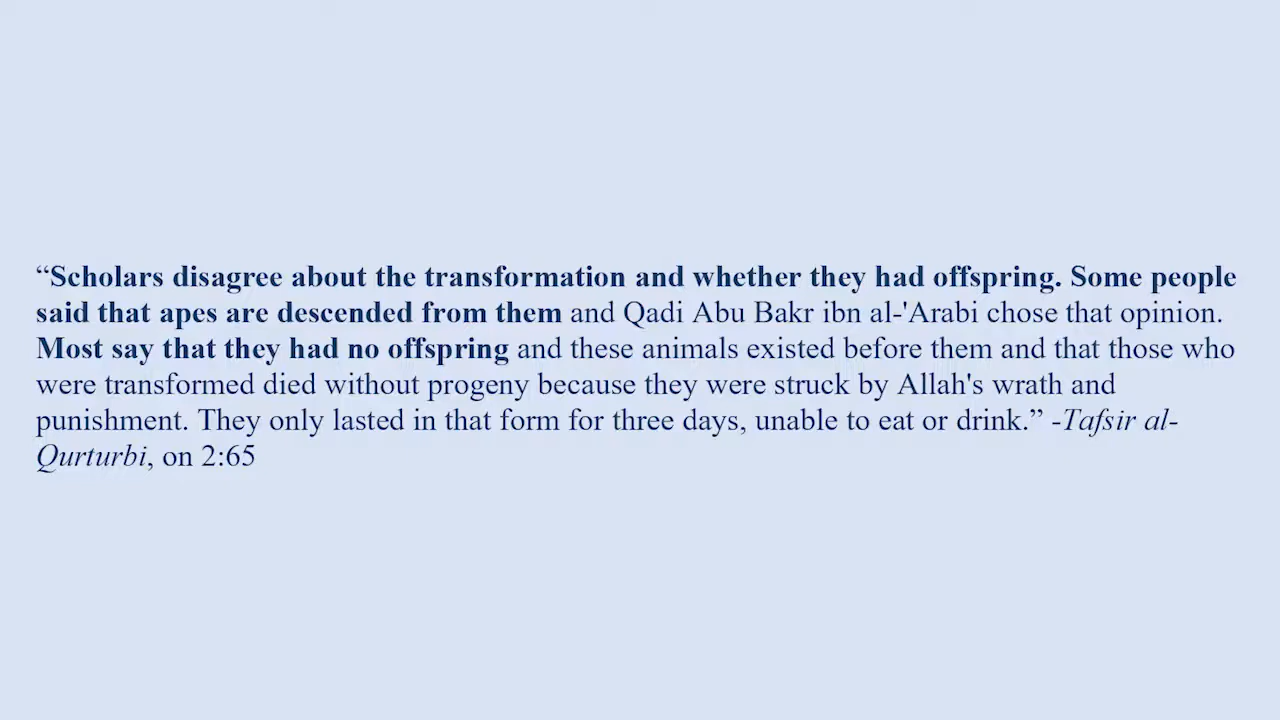 “Scholars disagree about the transformation and whether they had offspring. Some people
said that apes are descended from them and Qadi Abu Bakr ibn al-'Arabi chose that opinion.
Most say that they had no offspring and these animals existed before them and that those who
were transformed died without progeny because they were struck by Allah's wrath and
punishment. They only lasted in that form for three days, unable to eat or drink.” -Tafsir al-
Qurturbi, on 2:65